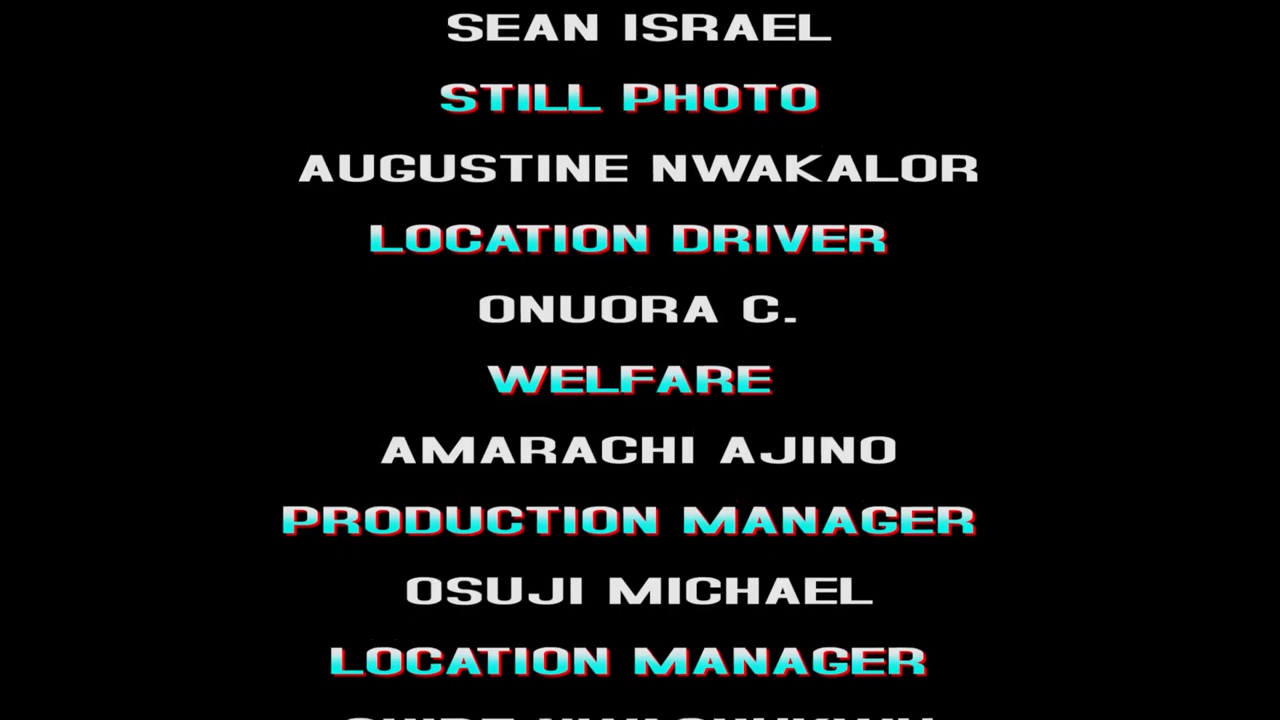 SEAN ISRAEL
STILL PHOTO
AUGUSTINE NWAKALOR
LOCATION DRIVER
ONUORA C.
WELFARE
AMARACHI AJINO
PRODUCTION MANAGER
OSUJI MICHAEL
LOCATION MANAGER